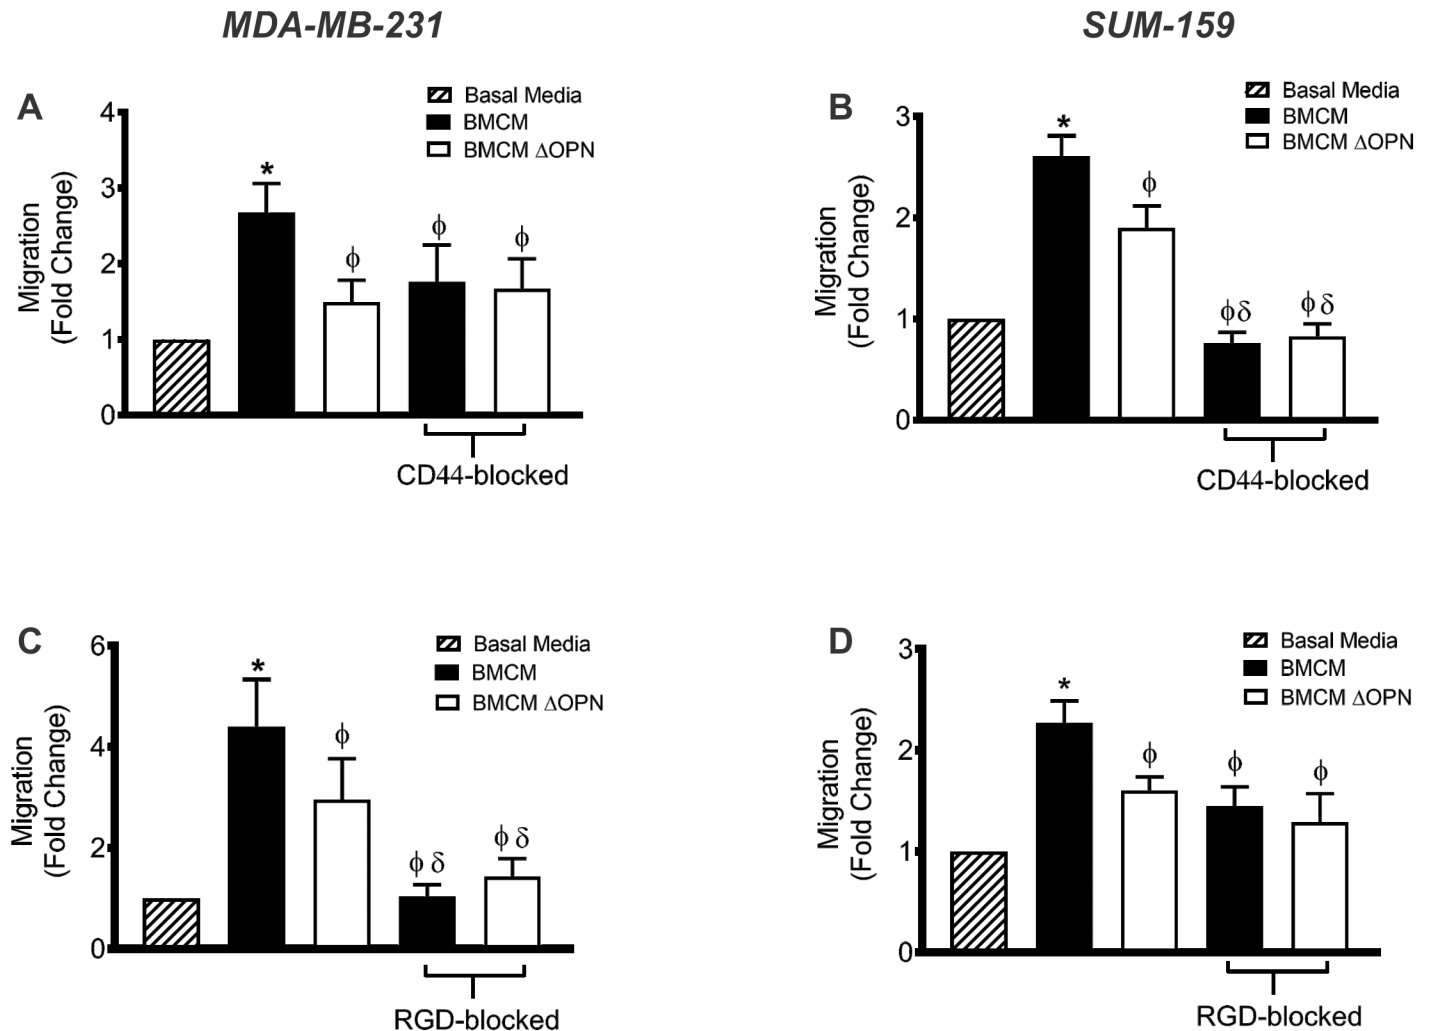 MDA-MB-231
SUM-159
A
Migration
(Fold Change)
4
3
2
1
0
Basal Media
BMCM
BMCM ΔOPN
*
ϕ
ϕ
ϕ
CD44-blocked
B
Migration
(Fold Change)
3
2
1
0
Basal Media
BMCM
BMCM ΔOPN
*
ϕ
ϕδ
ϕδ
CD44-blocked
C
Migration
(Fold Change)
6
4
2
0
Basal Media
BMCM
BMCM ΔOPN
*
ϕ
ϕ δ
ϕ δ
RGD-blocked
D
Migration
(Fold Change)
3
2
1
0
Basal Media
BMCM
BMCM ΔOPN
*
ϕ
ϕ
ϕ
RGD-blocked